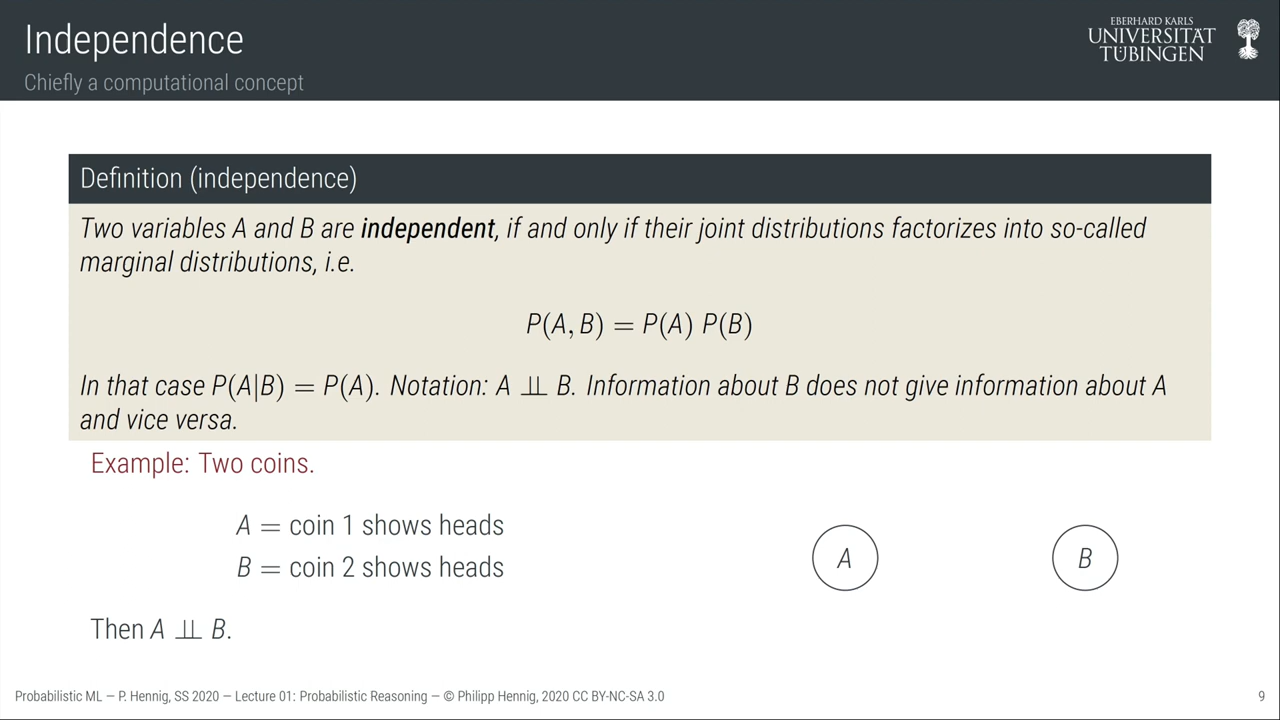 Independence
Chiefly a computational concept
EBERHARD KARLS
UNIVERSITÄT
TÜBINGEN
Definition (independence)
Two variables A and B are independent, if and only if their joint distributions factorizes into so-called
marginal distributions, i.e.
P(A, B) = P(A) P(B)
In that case P(A|B) = P(A). Notation: A ⫫ B. Information about B does not give information about A
and vice versa.
Example: Two coins.
A = coin 1 shows heads
B = coin 2 shows heads
A
B
Then A ⫫ B.
Probabilistic ML — P. Hennig, SS 2020 — Lecture 01: Probabilistic Reasoning — © Philipp Hennig, 2020 CC BY-NC-SA 3.0
9